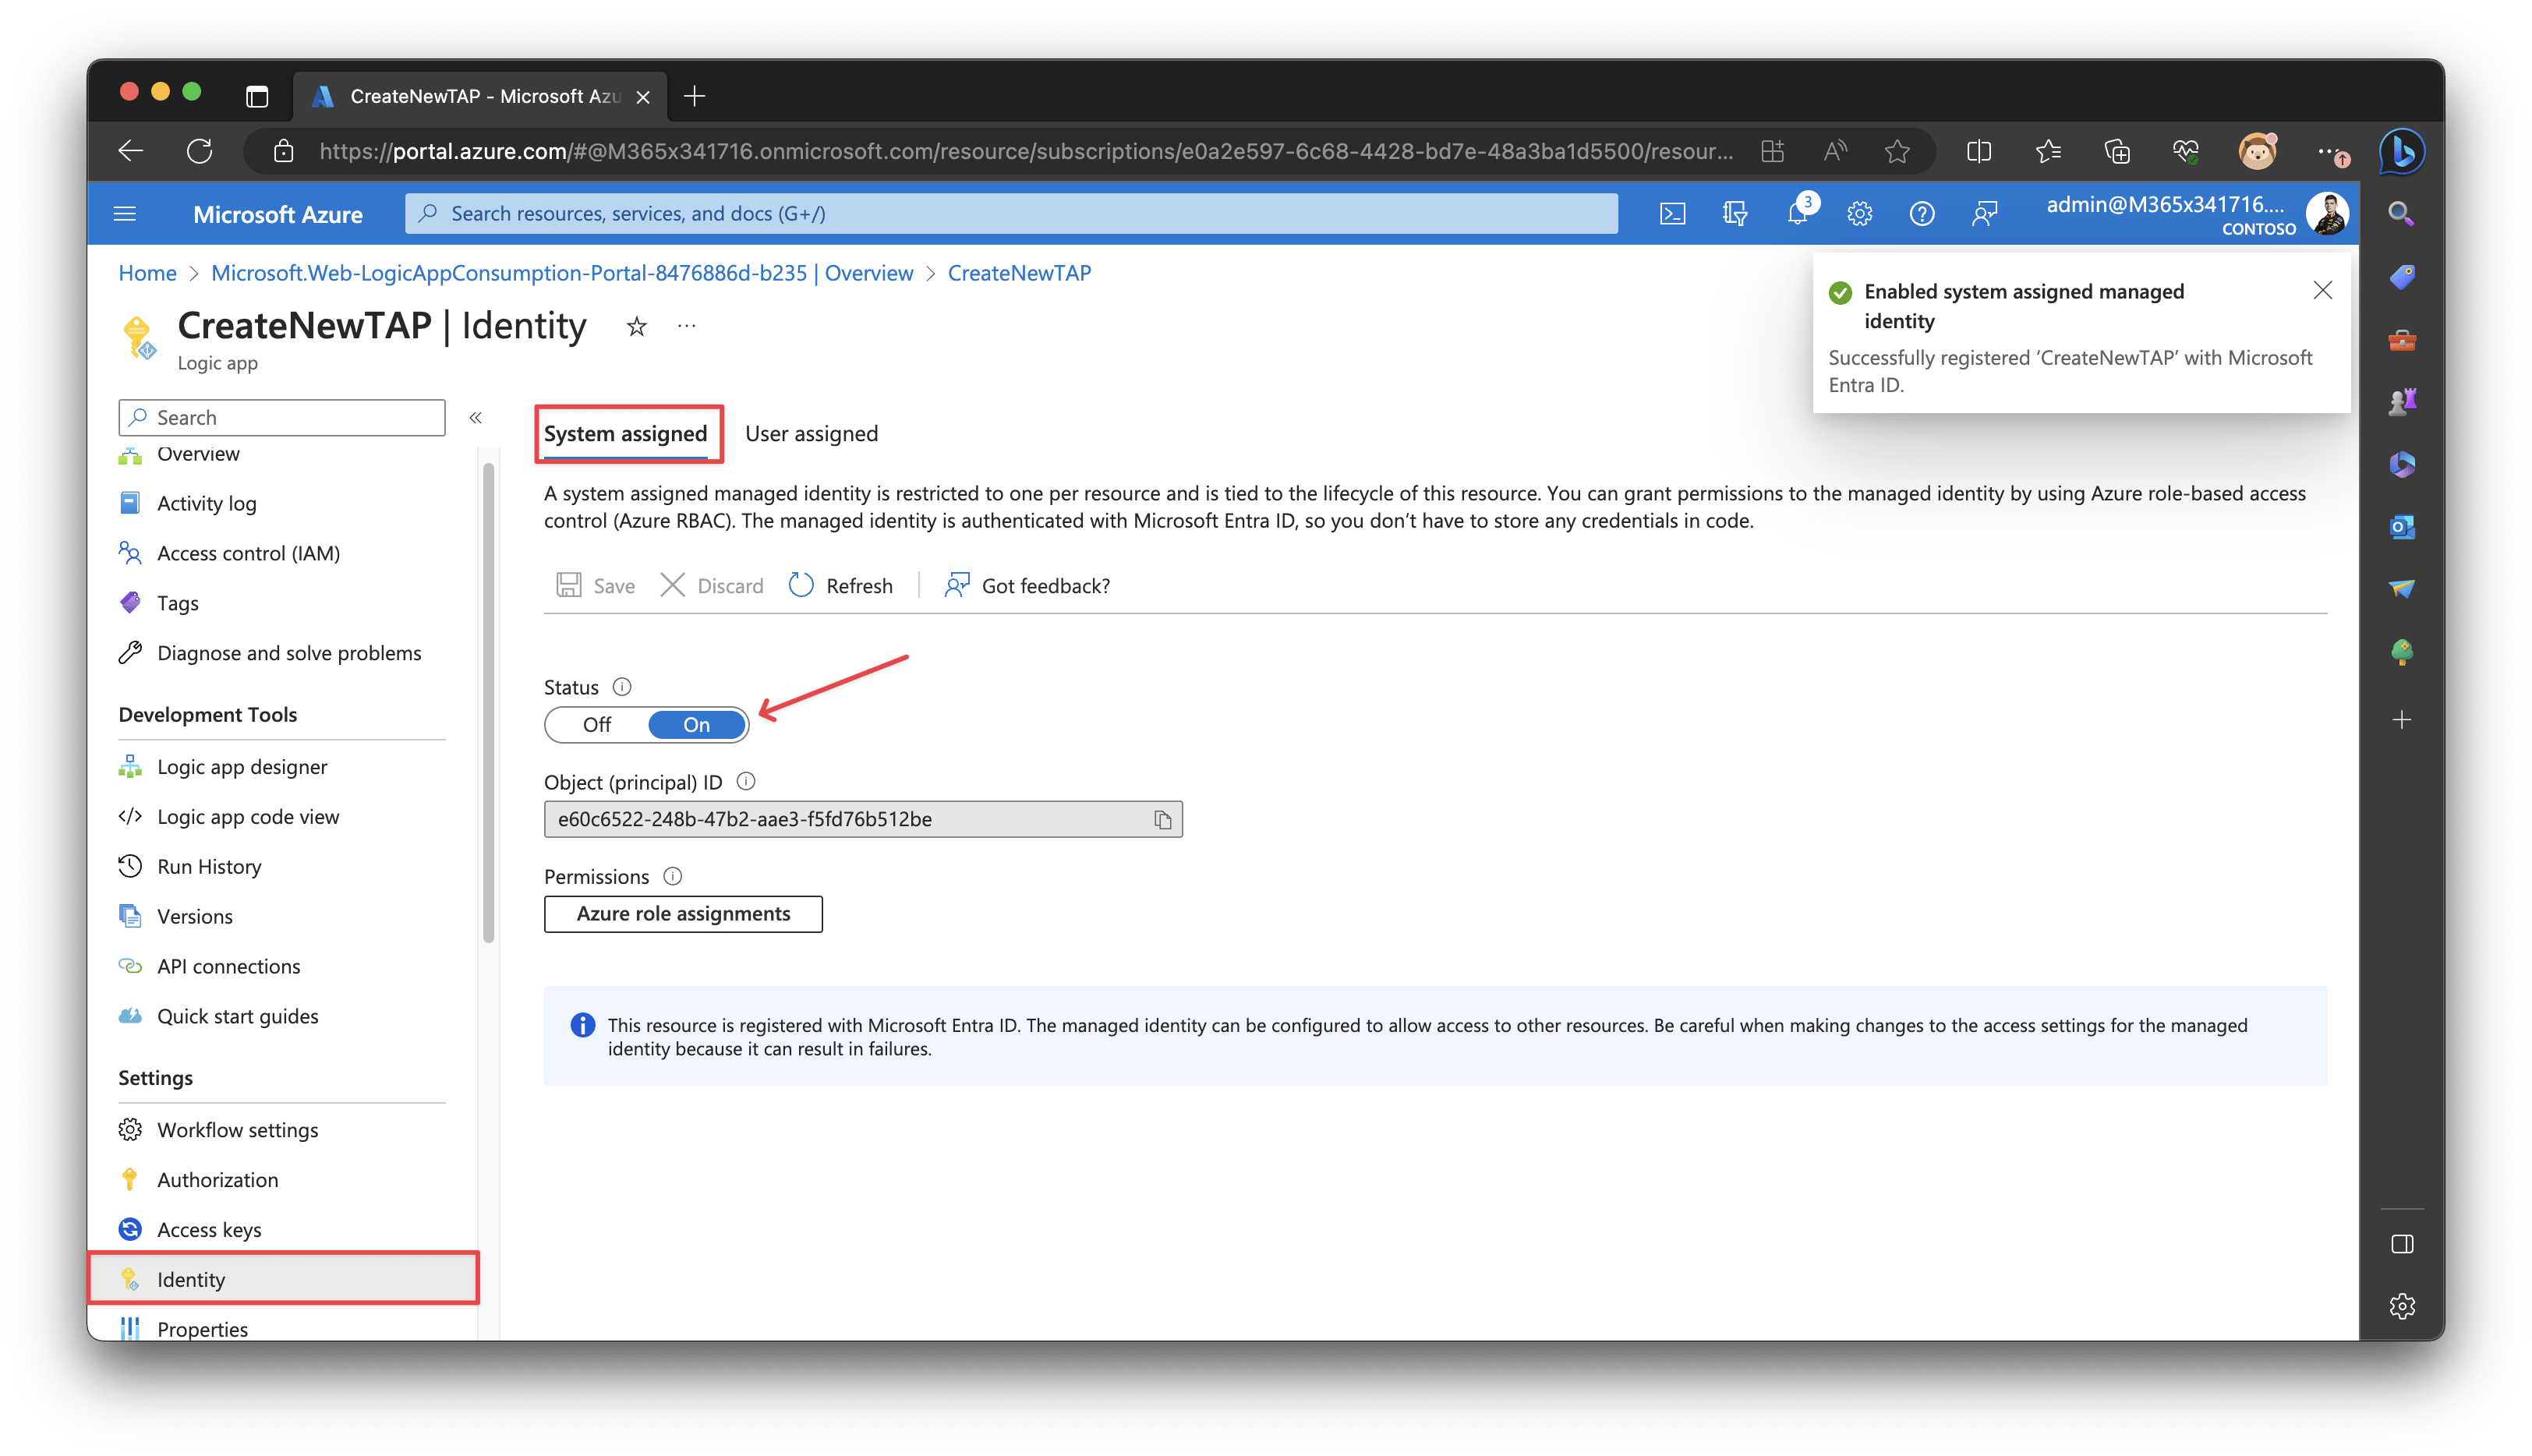 CreateNewTAP - Microsoft Azu
https://portal.azure.com/#@M365x341716.onmicrosoft.com/resource/subscriptions/e0a2e597-6c68-4428-bd7e-48a3ba1d5500/resour...
Microsoft Azure
Search resources, services, and docs (G+/)
3
admin@M365x341716....
CONTOSO
Home > Microsoft.Web-LogicAppConsumption-Portal-8476886d-b235 | Overview > CreateNewTAP
CreateNewTAP | Identity
Logic app
Enabled system assigned managed
identity
Successfully registered ‘CreateNewTAP’ with Microsoft
Entra ID.
Search
Overview
Activity log
Access control (IAM)
Tags
Diagnose and solve problems
Development Tools
Logic app designer
Logic app code view
Run History
Versions
API connections
Quick start guides
Settings
Workflow settings
Authorization
Access keys
Identity
Properties
System assigned User assigned
A system assigned managed identity is restricted to one per resource and is tied to the lifecycle of this resource. You can grant permissions to the managed identity by using Azure role-based access
control (Azure RBAC). The managed identity is authenticated with Microsoft Entra ID, so you don’t have to store any credentials in code.
Save Discard Refresh Got feedback?
Status
Off On
Object (principal) ID
e60c6522-248b-47b2-aae3-f5fd76b512be
Permissions
Azure role assignments
This resource is registered with Microsoft Entra ID. The managed identity can be configured to allow access to other resources. Be careful when making changes to the access settings for the managed
identity because it can result in failures.